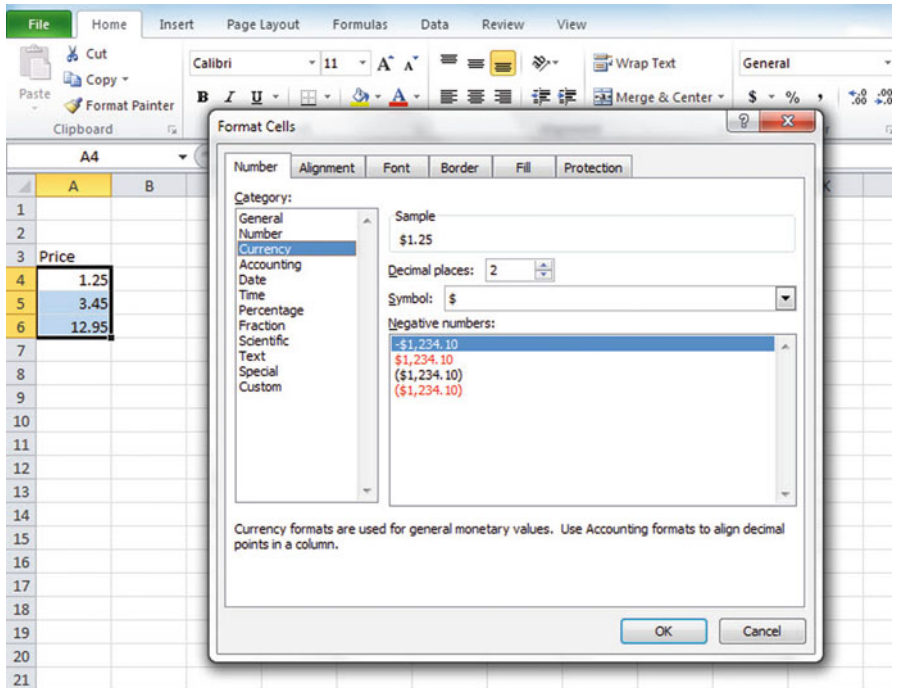 File Home Insert Page Layout Formulas Data Review View
Cut
Copy
Paste
Format Painter
Clipboard
Calibri 11 A A
B I U A
Wrap Text
Merge & Center
General
$ % , .00
A4
Format Cells
? X
Number Alignment Font Border Fill Protection
Category:
General
Number
Currency
Accounting
Date
Time
Percentage
Fraction
Scientific
Text
Special
Custom
Sample
$1.25
Decimal places: 2
Symbol: $
Negative numbers:
-$1,234.10
$1,234.10
($1,234.10)
($1,234.10)
Currency formats are used for general monetary values. Use Accounting formats to align decimal
points in a column.
OK Cancel
A B K
1
2
3 Price
4 1.25
5 3.45
6 12.95
7
8
9
10
11
12
13
14
15
16
17
18
19
20
21